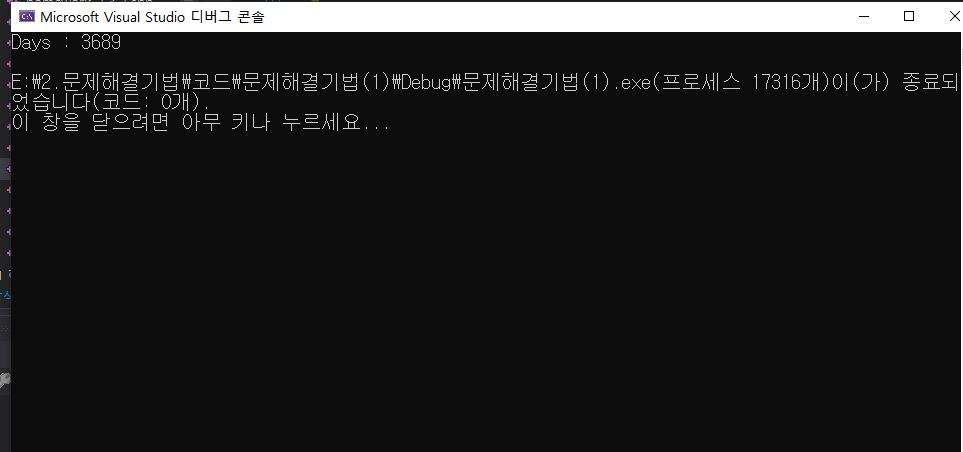 Microsoft Visual Studio 디버그 콘솔
Days : 3689
E:\2.문제해결기법\코드\문제해결기법(1)\Debug\문제해결기법(1).exe(프로세스 17316개)이(가) 종료되
었습니다(코드: 0개).
이 창을 닫으려면 아무 키나 누르세요...